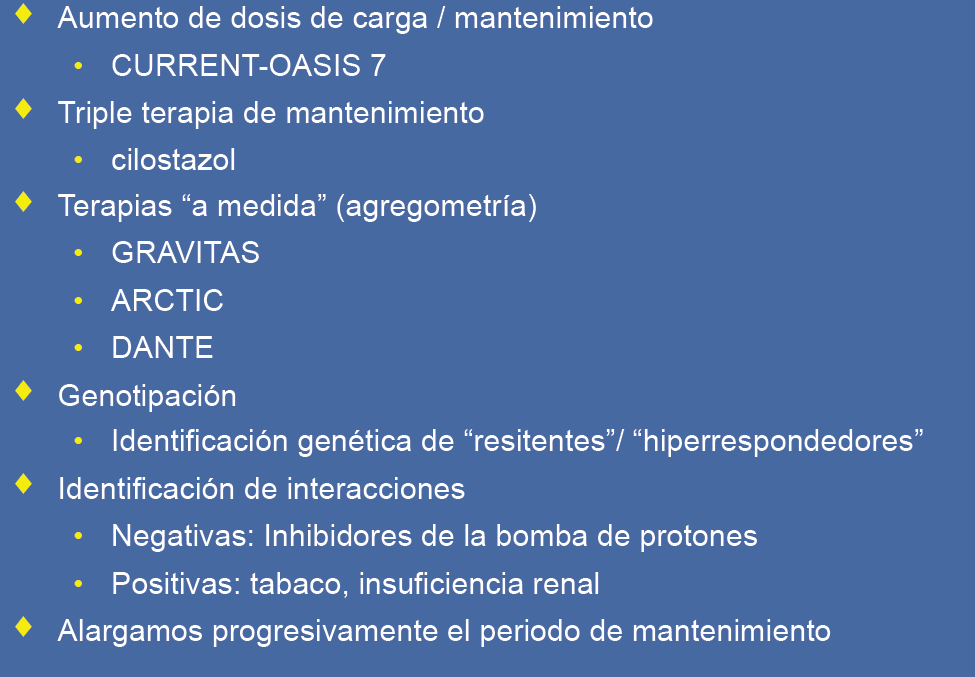 Aumento de dosis de carga / mantenimiento
CURRENT-OASIS 7
Triple terapia de mantenimiento
cilostazol
Terapias “a medida” (agregometría)
GRAVITAS
ARCTIC
DANTE
Genotipación
Identificación genética de “resitentes”/ “hiperrespondedores”
Identificación de interacciones
Negativas: Inhibidores de la bomba de protones
Positivas: tabaco, insuficiencia renal
Alargamos progresivamente el periodo de mantenimiento